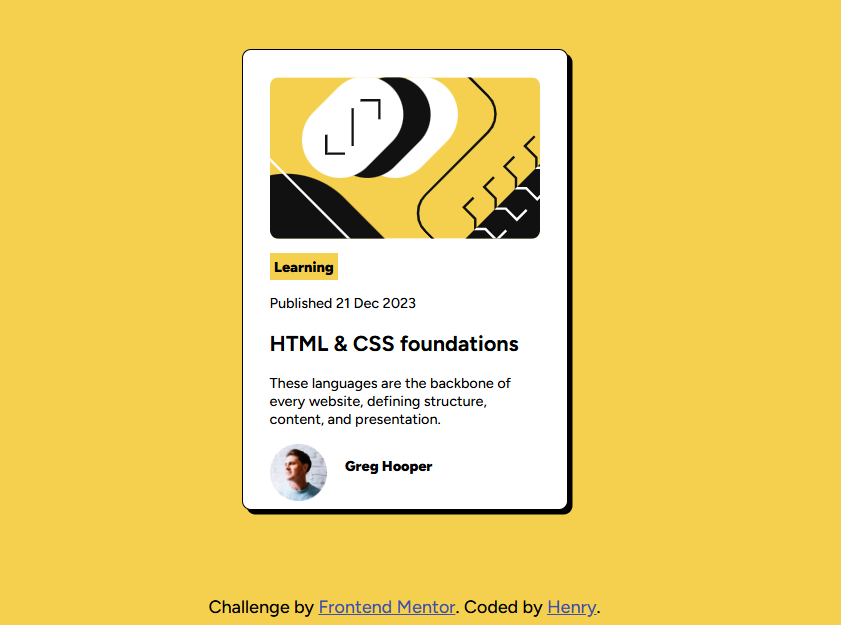 Learning
Published 21 Dec 2023
HTML & CSS foundations
These languages are the backbone of
every website, defining structure,
content, and presentation.
Greg Hooper
Challenge by Frontend Mentor. Coded by Henry.